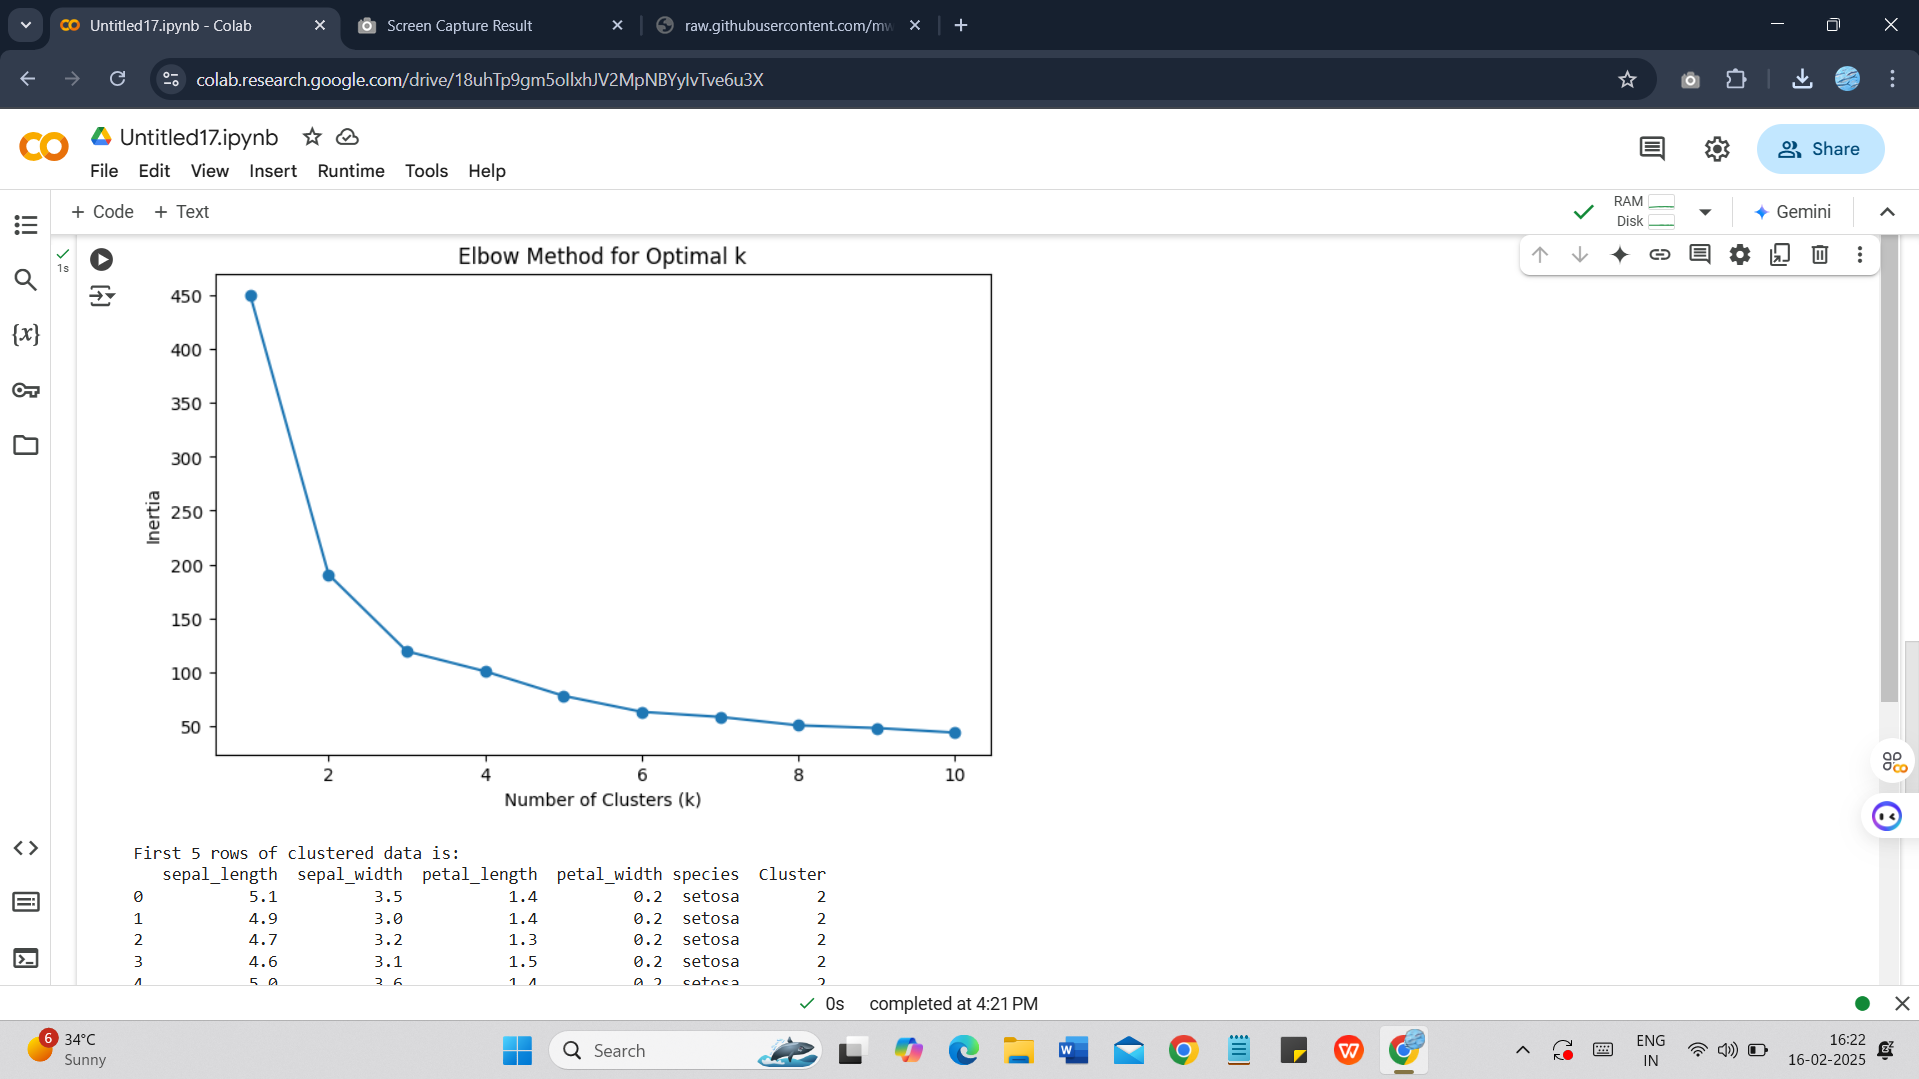 Untitled17.ipynb - Colab
Screen Capture Result
raw.githubusercontent.com/mw
colab.research.google.com/drive/18uhTp9gm5oIlxhJV2MpNBYylvTve6u3X
Untitled17.ipynb
File Edit View Insert Runtime Tools Help
Share
+ Code + Text
RAM
Disk
Gemini
1s
Elbow Method for Optimal k
450
400
350
300
250
200
150
100
50
Inertia
2 4 6 8 10
Number of Clusters (k)
First 5 rows of clustered data is:
sepal_length sepal_width petal_length petal_width species Cluster
0 5.1 3.5 1.4 0.2 setosa 2
1 4.9 3.0 1.4 0.2 setosa 2
2 4.7 3.2 1.3 0.2 setosa 2
3 4.6 3.1 1.5 0.2 setosa 2
4 5.0 3.6 1.4 0.2 setosa 2
0s completed at 4:21 PM
6
34°C
Sunny
Search
ENG
IN
16:22
16-02-2025